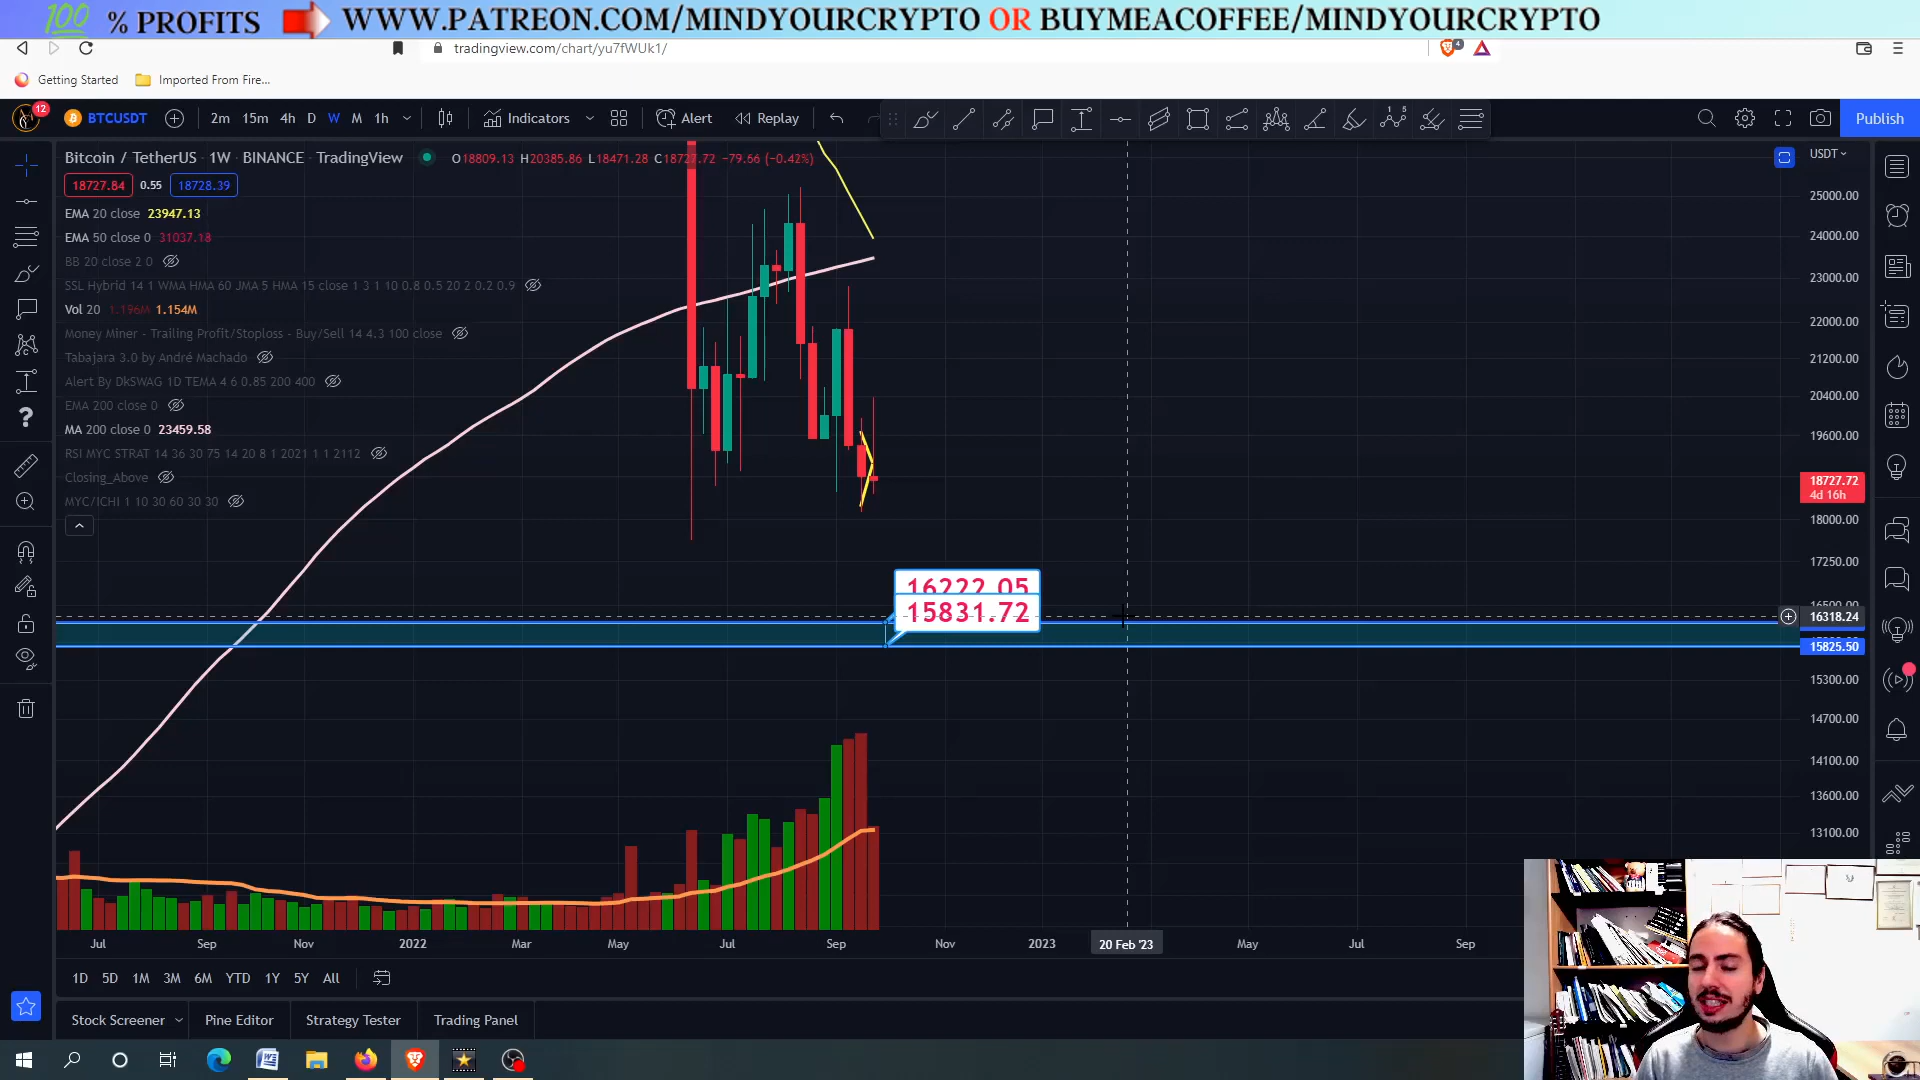 100 % PROFITS WWW.PATREON.COM/MINDYOURCRYPTO OR BUYMEACOFFEE/MINDYOURCRYPTO
tradingview.com/chart/yu7fWUk1/
4
Getting Started Imported From Fire...
12 BTCUSDT 2m 15m 4h D W M 1h Indicators Alert Replay Publish
Bitcoin / TetherUS · 1W · BINANCE · TradingView O18809.13 H20385.86 L18471.28 C18727.72 −79.66 (−0.42%) USDT
18727.84 0.55 18728.39
EMA 20 close 23947.13
EMA 50 close 0 31037.18
BB 20 close 2 0
SSL Hybrid 14 1 WMA HMA 60 JMA 5 HMA 15 close 1 3 1 10 0.8 0.5 20 2 0.2 0.9
Vol 20 1.196M 1.154M
Money Miner - Trailing Profit/Stoploss - Buy/Sell 14 4.3 100 close
Tabajara 3.0 by André Machado
Alert By DkSWAG 1D TEMA 4 6 0.85 200 400
EMA 200 close 0
MA 200 close 0 23459.58
RSI MYC STRAT 14 36 30 75 14 20 8 1 2021 1 1 2112
Closing_Above
MYC/ICHI 1 10 30 60 30 30
25000.00
24000.00
23000.00
22000.00
21200.00
20400.00
19600.00
18727.72
4d 16h
18000.00
17250.00
16222.05
15831.72
16318.24
15825.50
15300.00
14700.00
14100.00
13600.00
13100.00
Jul Sep Nov 2022 Mar May Jul Sep Nov 2023 20 Feb '23 May Jul Sep
1D 5D 1M 3M 6M YTD 1Y 5Y All
Stock Screener Pine Editor Strategy Tester Trading Panel